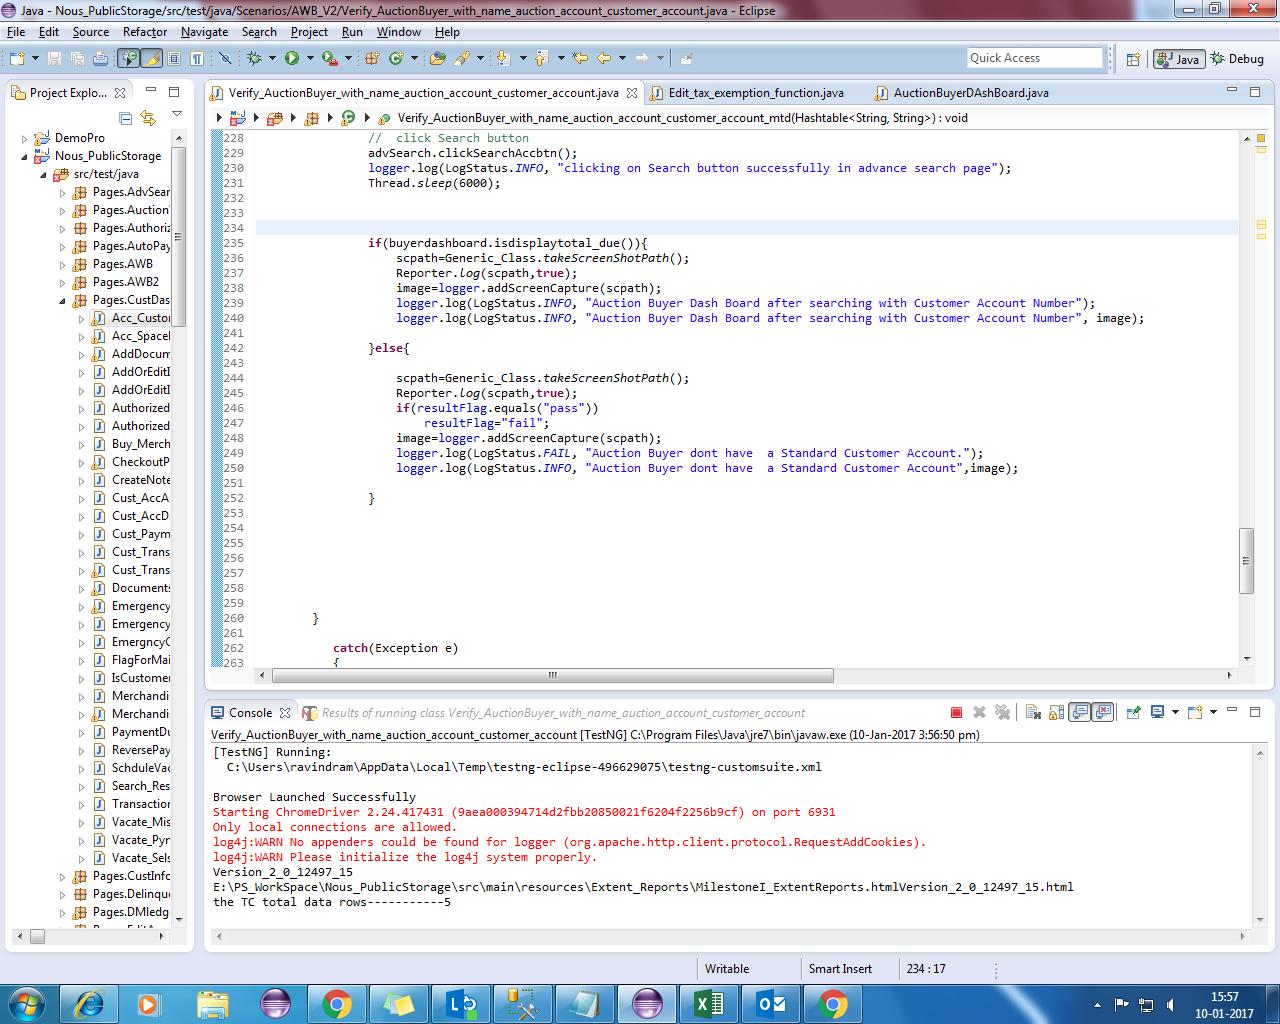 Java - Nous_PublicStorage/src/test/java/Scenarios/AWB_V2/Verify_AuctionBuyer_with_name_auction_account_customer_account.java - Eclipse
File Edit Source Refactor Navigate Search Project Run Window Help
Quick Access
Java
Debug
Project Explo...
Verify_AuctionBuyer_with_name_auction_account_customer_account.java
Edit_tax_exemption_function.java
AuctionBuyerDAshBoard.java
Verify_AuctionBuyer_with_name_auction_account_customer_account_mtd(Hashtable<String, String>) : void
DemoPro
Nous_PublicStorage
src/test/java
Pages.AdvSear
Pages.Auction
Pages.Authoriz
Pages.AutoPay
Pages.AWB
Pages.AWB2
Pages.CustDas
Acc_Custo
Acc_Space
AddDocum
AddOrEditI
AddOrEditI
Authorized
Authorized
Buy_Merch
CheckoutP
CreateNote
Cust_AccA
Cust_AccD
Cust_Paym
Cust_Trans
Cust_Trans
Documents
Emergency
Emergency
EmergncyC
FlagForMai
IsCustome
Merchandi
Merchandi
PaymentDu
ReversePay
SchduleVac
Search_Res
Transaction
Vacate_Mis
Vacate_Pyn
Vacate_Sels
Pages.CustInfo
Pages.Delinque
Pages.DMledg
228 // click Search button
229 advSearch.clickSearchAccbtn();
230 logger.log(LogStatus.INFO, "clicking on Search button successfully in advance search page");
231 Thread.sleep(6000);
232
233
234
235 if(buyerdashboard.isdisplaytotal_due()){
236 scpath=Generic_Class.takeScreenShotPath();
237 Reporter.log(scpath,true);
238 image=logger.addScreenCapture(scpath);
239 logger.log(LogStatus.INFO, "Auction Buyer Dash Board after searching with Customer Account Number");
240 logger.log(LogStatus.INFO, "Auction Buyer Dash Board after searching with Customer Account Number", image);
241
242 }else{
243
244 scpath=Generic_Class.takeScreenShotPath();
245 Reporter.log(scpath,true);
246 if(resultFlag.equals("pass"))
247 resultFlag="fail";
248 image=logger.addScreenCapture(scpath);
249 logger.log(LogStatus.FAIL, "Auction Buyer dont have  a Standard Customer Account.");
250 logger.log(LogStatus.INFO, "Auction Buyer dont have  a Standard Customer Account",image);
251
252 }
253
254
255
256
257
258
259
260 }
261
262 catch(Exception e)
263 {
Console
Results of running class Verify_AuctionBuyer_with_name_auction_account_customer_account
Verify_AuctionBuyer_with_name_auction_account_customer_account [TestNG] C:\Program Files\Java\jre7\bin\javaw.exe (10-Jan-2017 3:56:50 pm)
[TestNG] Running:
C:\Users\ravindram\AppData\Local\Temp\testng-eclipse-496629075\testng-customsuite.xml
Browser Launched Successfully
Starting ChromeDriver 2.24.417431 (9aea000394714d2fbb20850021f6204f2256b9cf) on port 6931
Only local connections are allowed.
log4j:WARN No appenders could be found for logger (org.apache.http.client.protocol.RequestAddCookies).
log4j:WARN Please initialize the log4j system properly.
Version_2_0_12497_15
E:\PS_WorkSpace\Nous_PublicStorage\src\main\resources\Extent_Reports\MilestoneI_ExtentReports.htmlVersion_2_0_12497_15.html
the TC total data rows-----------5
Writable
Smart Insert
234 : 17
15:57
10-01-2017